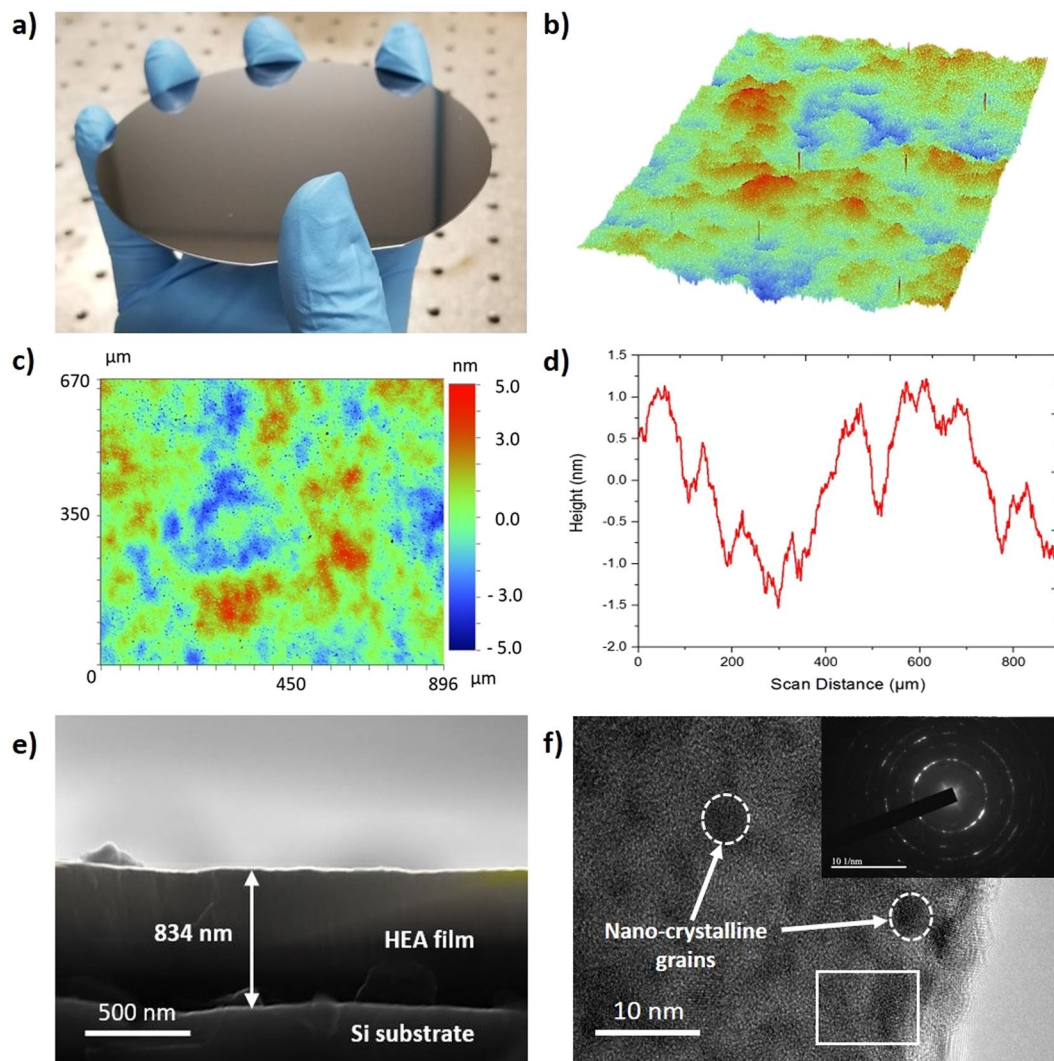 a)
b)
c)
µm
nm
670
350
0
450
896
µm
5.0
3.0
0.0
- 3.0
- 5.0
d)
1.5
1.0
0.5
0.0
-0.5
-1.0
-1.5
-2.0
Height (nm)
0
200
400
600
800
Scan Distance (µm)
e)
834 nm
HEA film
500 nm
Si substrate
f)
10 1/nm
Nano-crystalline
grains
10 nm